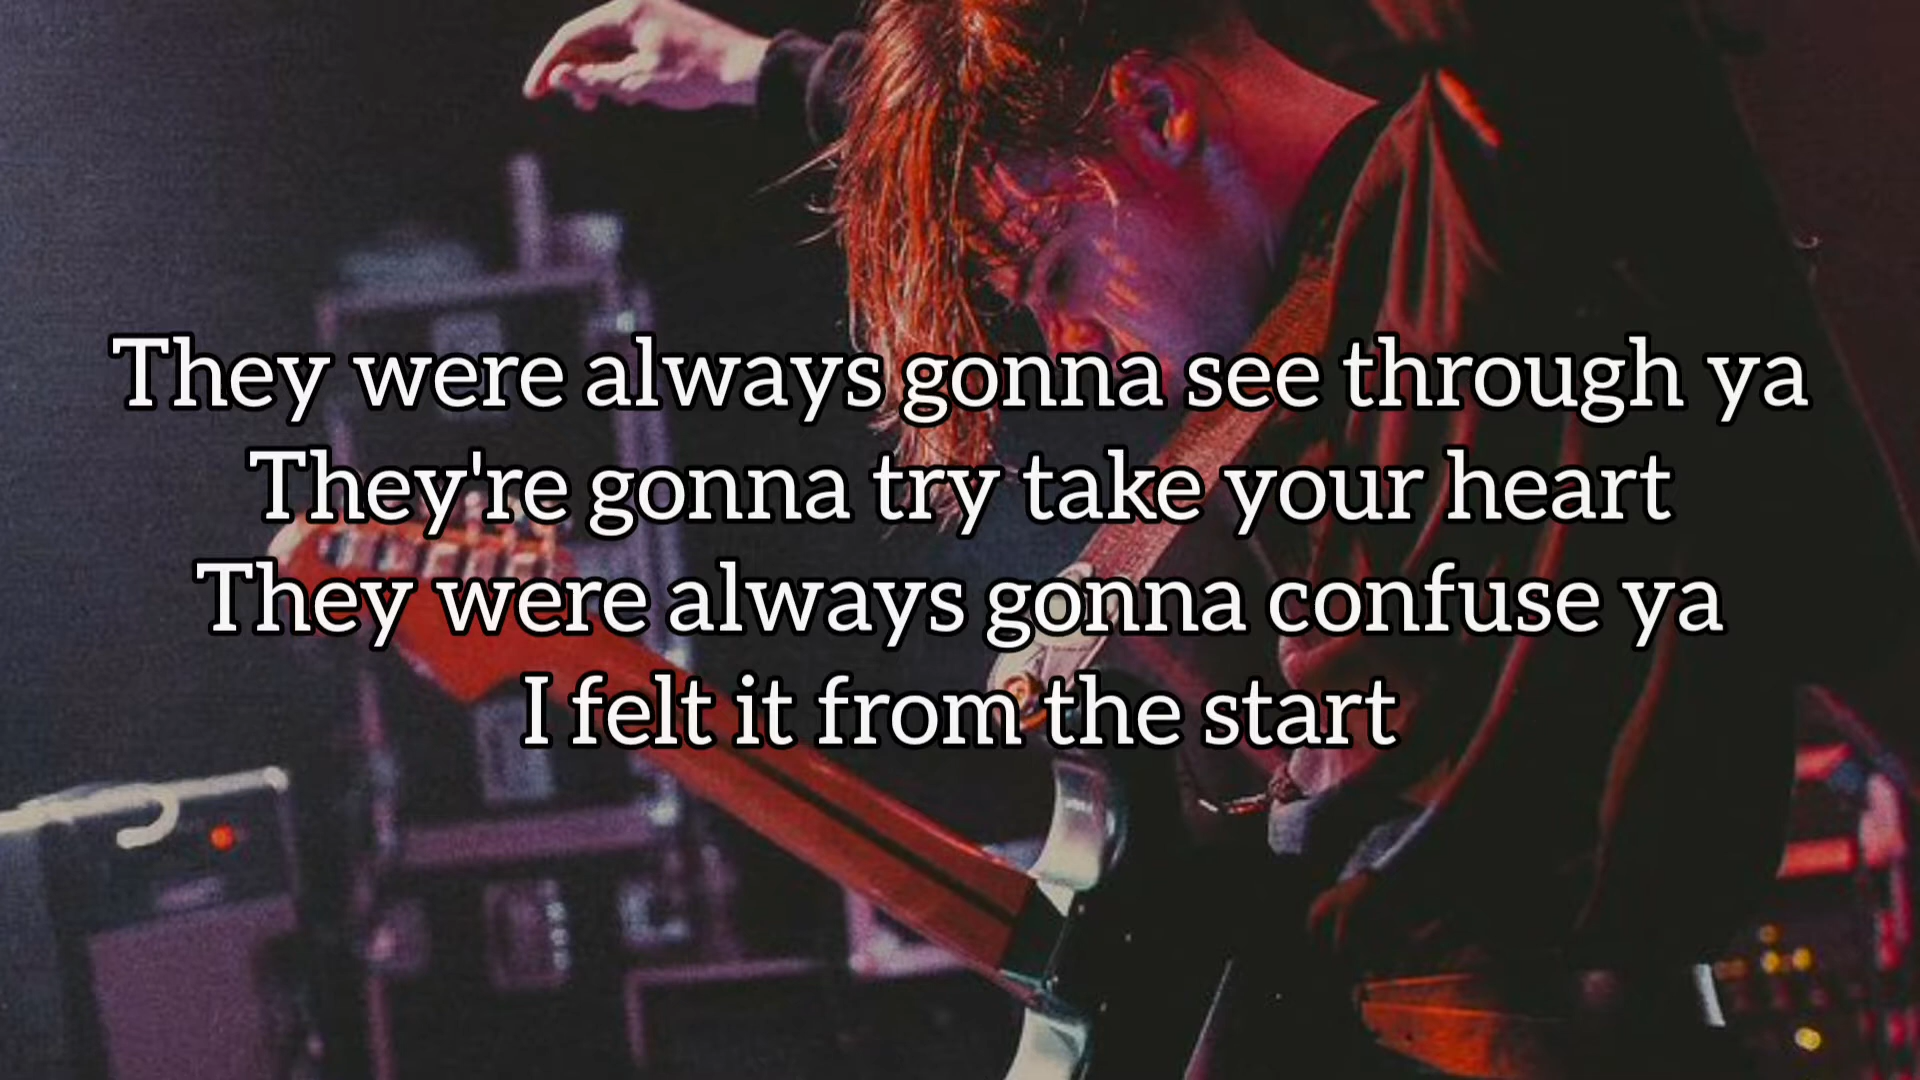 They were always gonna see through ya
They're gonna try take your heart
They were always gonna confuse ya
I felt it from the start